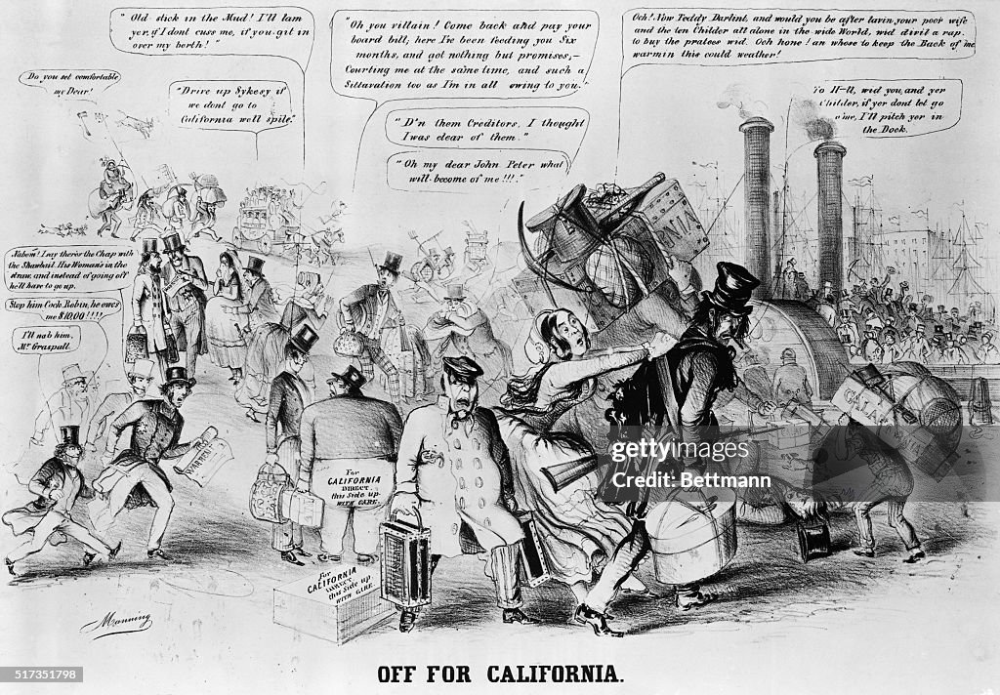 "Old stick in the Mud! I'll lam
yer, if I dont cuss me, if you git in
over my berth!"
"Oh you villain! Come back and pay your
board bill, here I've been feeding you Six
months, and got nothing but promises,–
Courting me at the same time, and such a
Sittavation too as I'm in all owing to you."
Och! Now Teddy Darlint, and would you be after lavin your poor wife
and the ten Childer all alone in the wide World, wid divil a rap
to buy the pratees wid. Och hone! an whose to keep the Back of me
warmin this could weather!
Do you set comfortable
my Dear!
"Drive up Sykesy if
we dont go to
California we'll spile."
"D'n them Creditors, I thought
I was clear of them."
"Oh my dear John Peter what
will become of me!!!."
To H–ll, wid you, and yer
Childer, if yer dont let go
o'me, I'll pitch yer in
the Dock.
I say there's the Chap with
the Shawhail His Woman's in the
straw, and instead of going off
he'll have to go up.
Stop him Cock Robin, he owes
me $10,00!!!!
I'll nab him,
Mr Graspall.
WARRENT
For
CALIFORNIA
DIRECT.
this Side up
WITH CARE.
For
CALIFORNIA
DIRECT
this Side up
WITH CARE.
RNIA
CALI
Manning
gettyimages
Credit: Bettmann
517351798
OFF FOR CALIFORNIA.